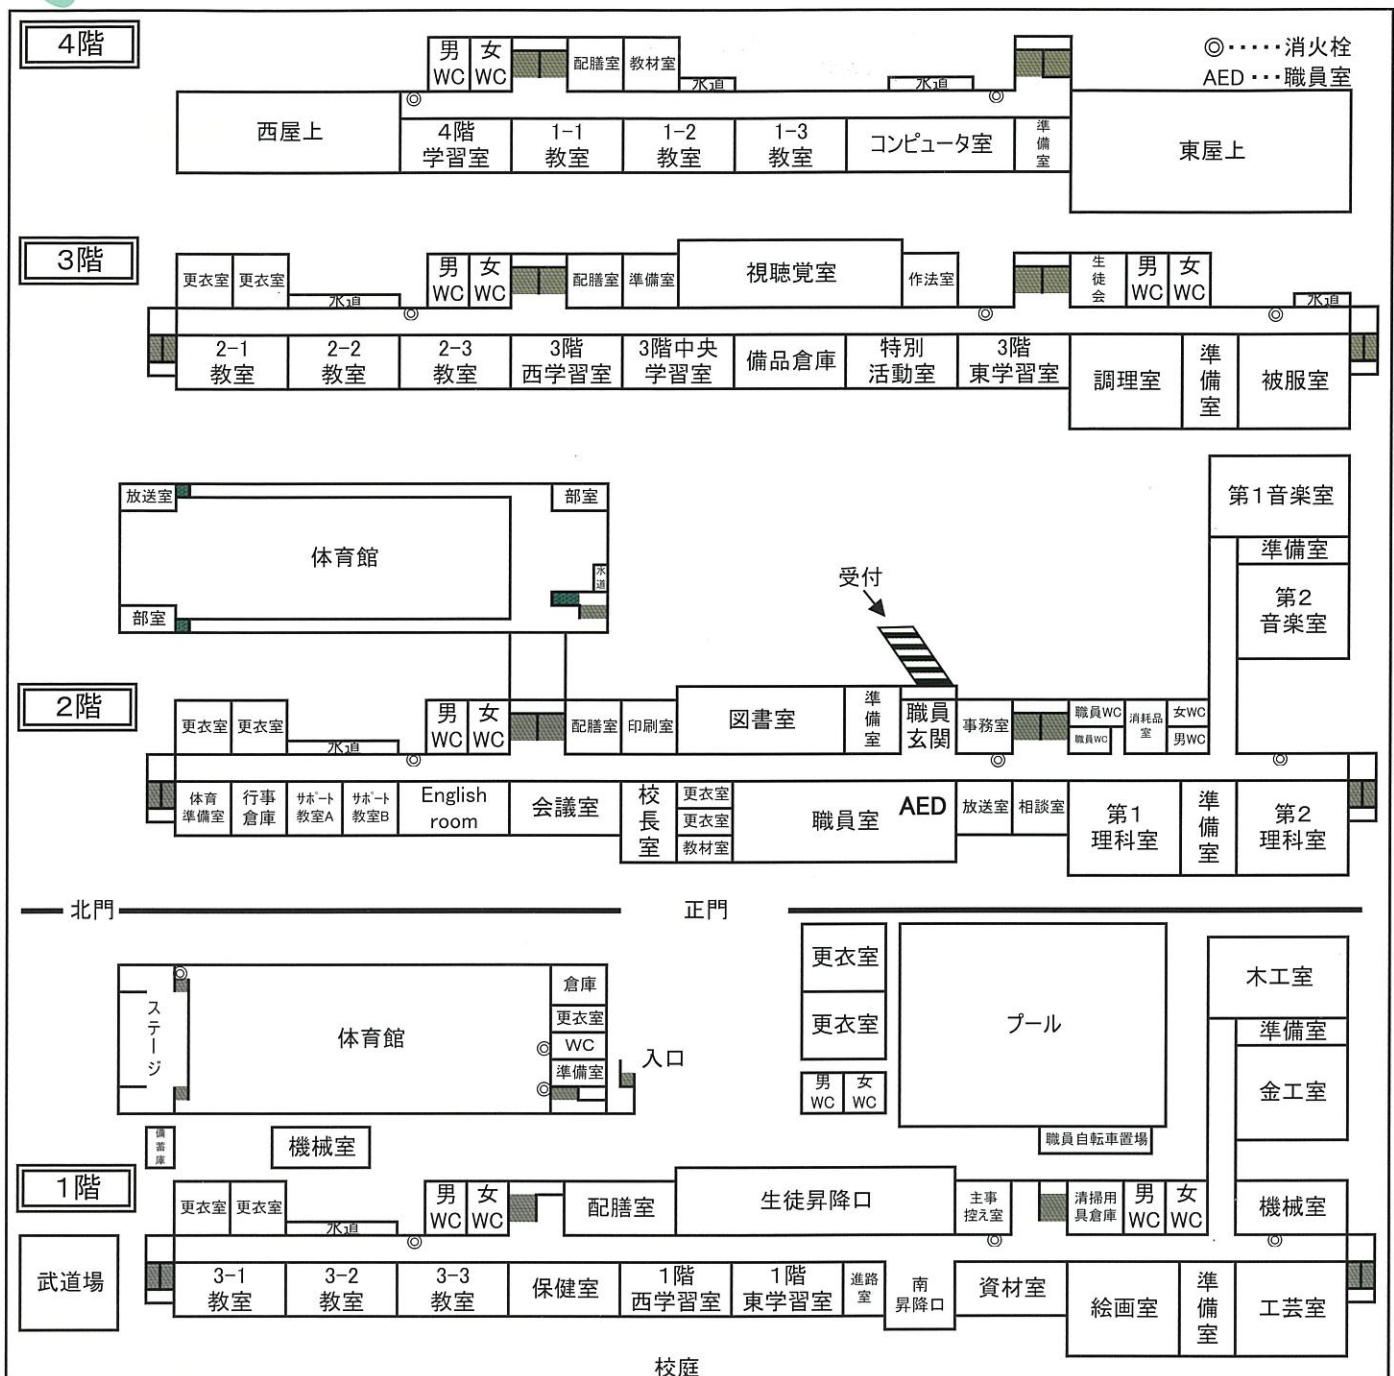 4階
◎‥‥‥消火栓
AED‥・職員室
男 WC
女 WC
配膳室
教材室
水道
水道
◎
◎
西屋上
4階 学習室
1-1 教室
1-2 教室
1-3 教室
コンピュータ室
準備室
東屋上
3階
更衣室
更衣室
水道
男 WC
女 WC
配膳室
準備室
視聴覚室
作法室
生徒会
男 WC
女 WC
水道
◎
◎
◎
2-1 教室
2-2 教室
2-3 教室
3階 西学習室
3階中央 学習室
備品倉庫
特別 活動室
3階 東学習室
調理室
準備室
被服室
放送室
部室
体育館
水道
部室
受付
第1音楽室
準備室
第2 音楽室
2階
更衣室
更衣室
水道
男 WC
女 WC
配膳室
印刷室
図書室
準備室
職員 玄関
事務室
職員WC
職員WC
消耗品室
女WC
男WC
◎
◎
◎
体育 準備室
行事 倉庫
サポート 教室A
サポート 教室B
English room
会議室
校長室
更衣室
更衣室
教材室
職員室
AED
放送室
相談室
第1 理科室
準備室
第2 理科室
北門
正門
◎
ステージ
体育館
倉庫
更衣室
WC
準備室
◎
◎
入口
更衣室
更衣室
男 WC
女 WC
プール
職員自転車置場
木工室
準備室
金工室
備蓄庫
機械室
1階
更衣室
更衣室
水道
男 WC
女 WC
配膳室
生徒昇降口
主事 控え室
清掃用 具倉庫
男 WC
女 WC
機械室
◎
◎
◎
武道場
3-1 教室
3-2 教室
3-3 教室
保健室
1階 西学習室
1階 東学習室
進路室
南 昇降口
資材室
絵画室
準備室
工芸室
校庭